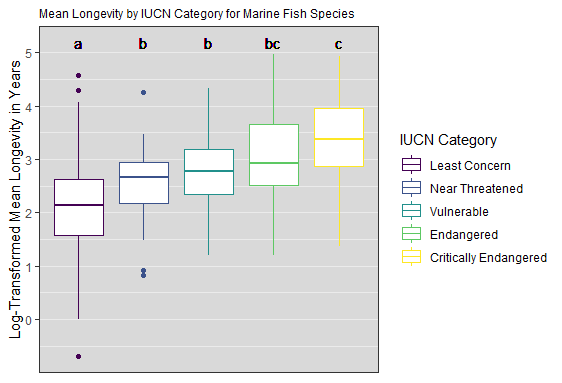 Mean Longevity by IUCN Category for Marine Fish Species
a b b bc c
Log-Transformed Mean Longevity in Years
5
4
3
2
1
0
IUCN Category
Least Concern
Near Threatened
Vulnerable
Endangered
Critically Endangered